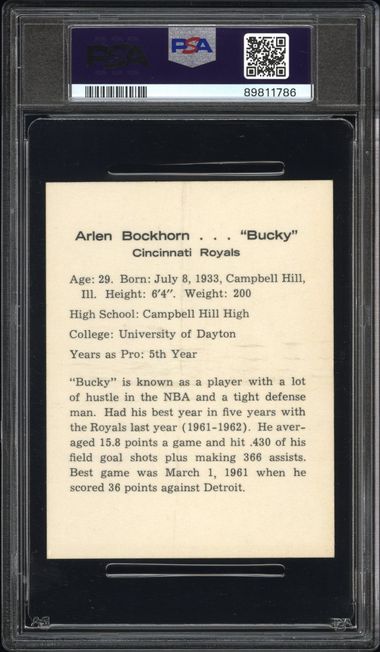 PSA
PSA
PSA
89811786
Arlen Bockhorn . . . "Bucky"
Cincinnati Royals
Age: 29. Born: July 8, 1933, Campbell Hill,
Ill. Height: 6'4". Weight: 200
High School: Campbell Hill High
College: University of Dayton
Years as Pro: 5th Year
"Bucky" is known as a player with a lot
of hustle in the NBA and a tight defense
man. Had his best year in five years with
the Royals last year (1961-1962). He aver-
aged 15.8 points a game and hit .430 of his
field goal shots plus making 366 assists.
Best game was March 1, 1961 when he
scored 36 points against Detroit.